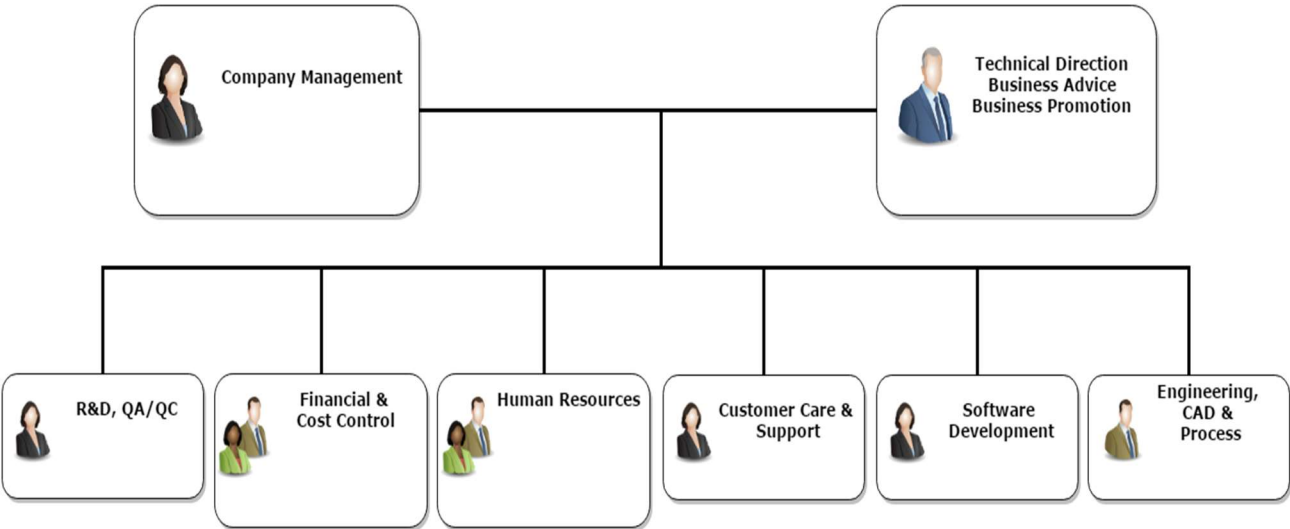 Company Management
Technical Direction
Business Advice
Business Promotion
R&D, QA/QC
Financial &
Cost Control
Human Resources
Customer Care &
Support
Software
Development
Engineering,
CAD &
Process